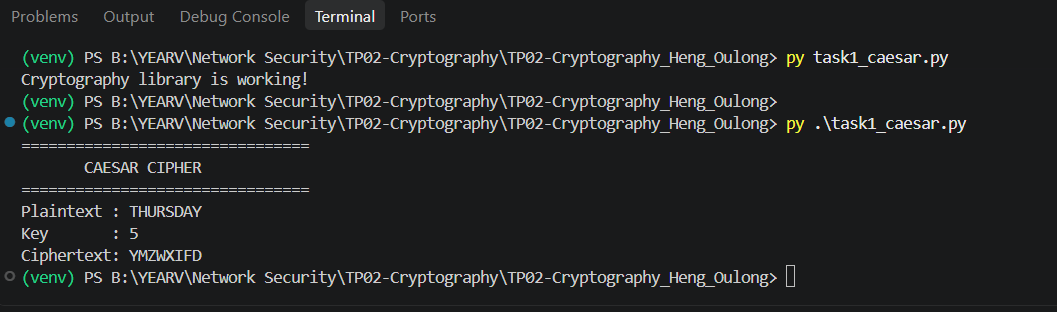 Problems Output Debug Console Terminal Ports
(venv) PS B:\YEARV\Network Security\TP02-Cryptography\TP02-Cryptography_Heng_Oulong> py task1_caesar.py
Cryptography library is working!
(venv) PS B:\YEARV\Network Security\TP02-Cryptography\TP02-Cryptography_Heng_Oulong>
(venv) PS B:\YEARV\Network Security\TP02-Cryptography\TP02-Cryptography_Heng_Oulong> py .\task1_caesar.py
================================
       CAESAR CIPHER
================================
Plaintext : THURSDAY
Key       : 5
Ciphertext: YMZWXIFD
(venv) PS B:\YEARV\Network Security\TP02-Cryptography\TP02-Cryptography_Heng_Oulong>